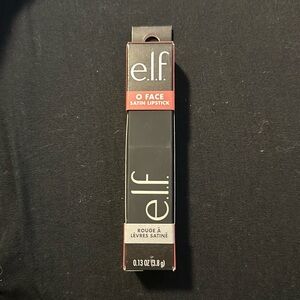 e.l.f.
O FACE
SATIN LIPSTICK
e.l.f.
ROUGE À
LÈVRES SATINÉ
0.13 OZ (3.8 g)